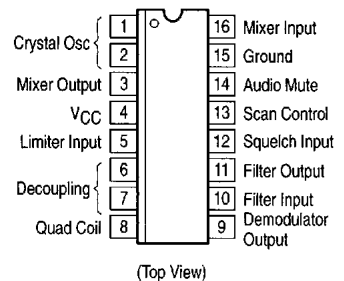 Crystal Osc
1
2
Mixer Output 3
VCC 4
Limiter Input 5
Decoupling
6
7
Quad Coil 8
16 Mixer Input
15 Ground
14 Audio Mute
13 Scan Control
12 Squelch Input
11 Filter Output
10 Filter Input
9 Demodulator
Output
(Top View)